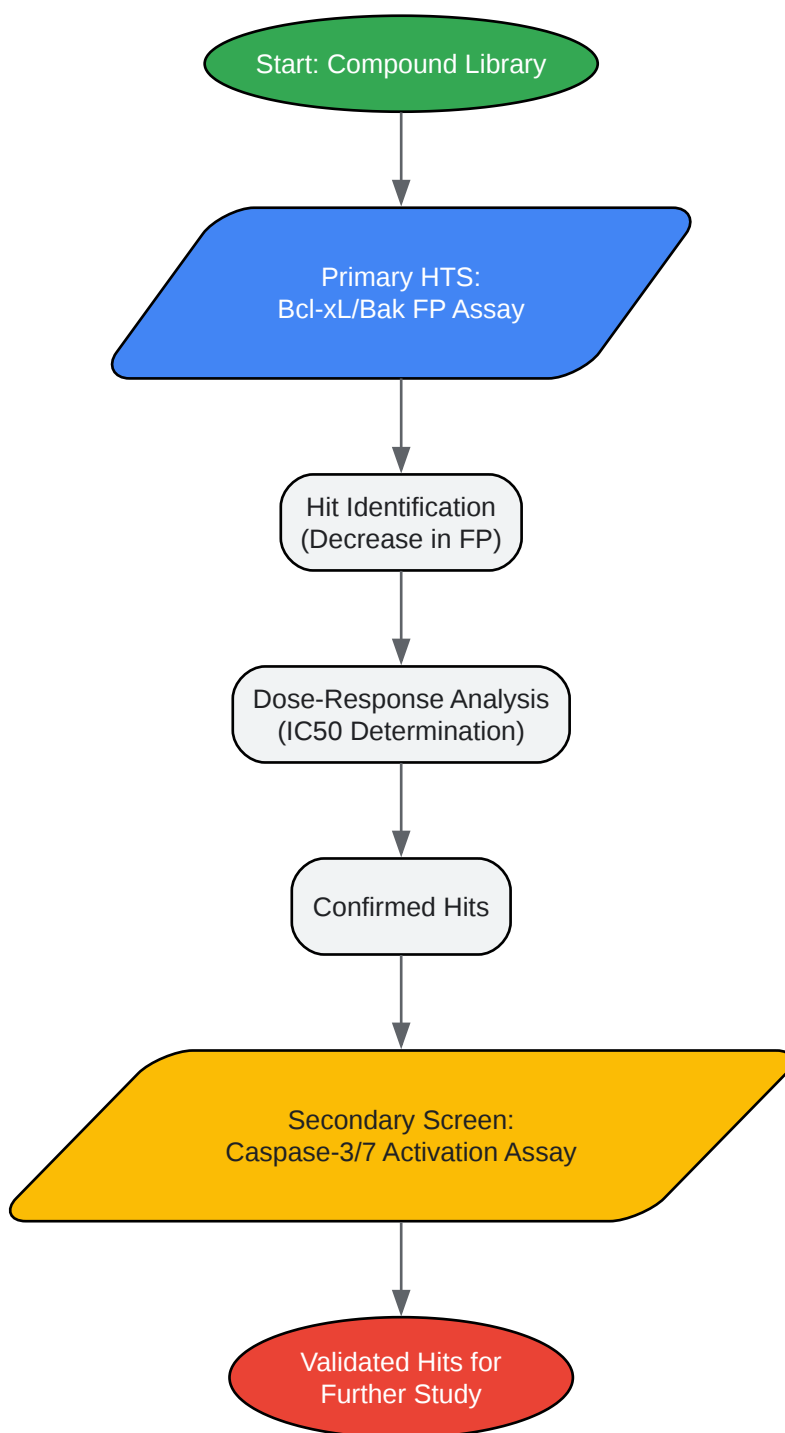 Start: Compound Library
Primary HTS:
Bcl-xL/Bak FP Assay
Hit Identification
(Decrease in FP)
Dose-Response Analysis
(IC50 Determination)
Confirmed Hits
Secondary Screen:
Caspase-3/7 Activation Assay
Validated Hits for
Further Study